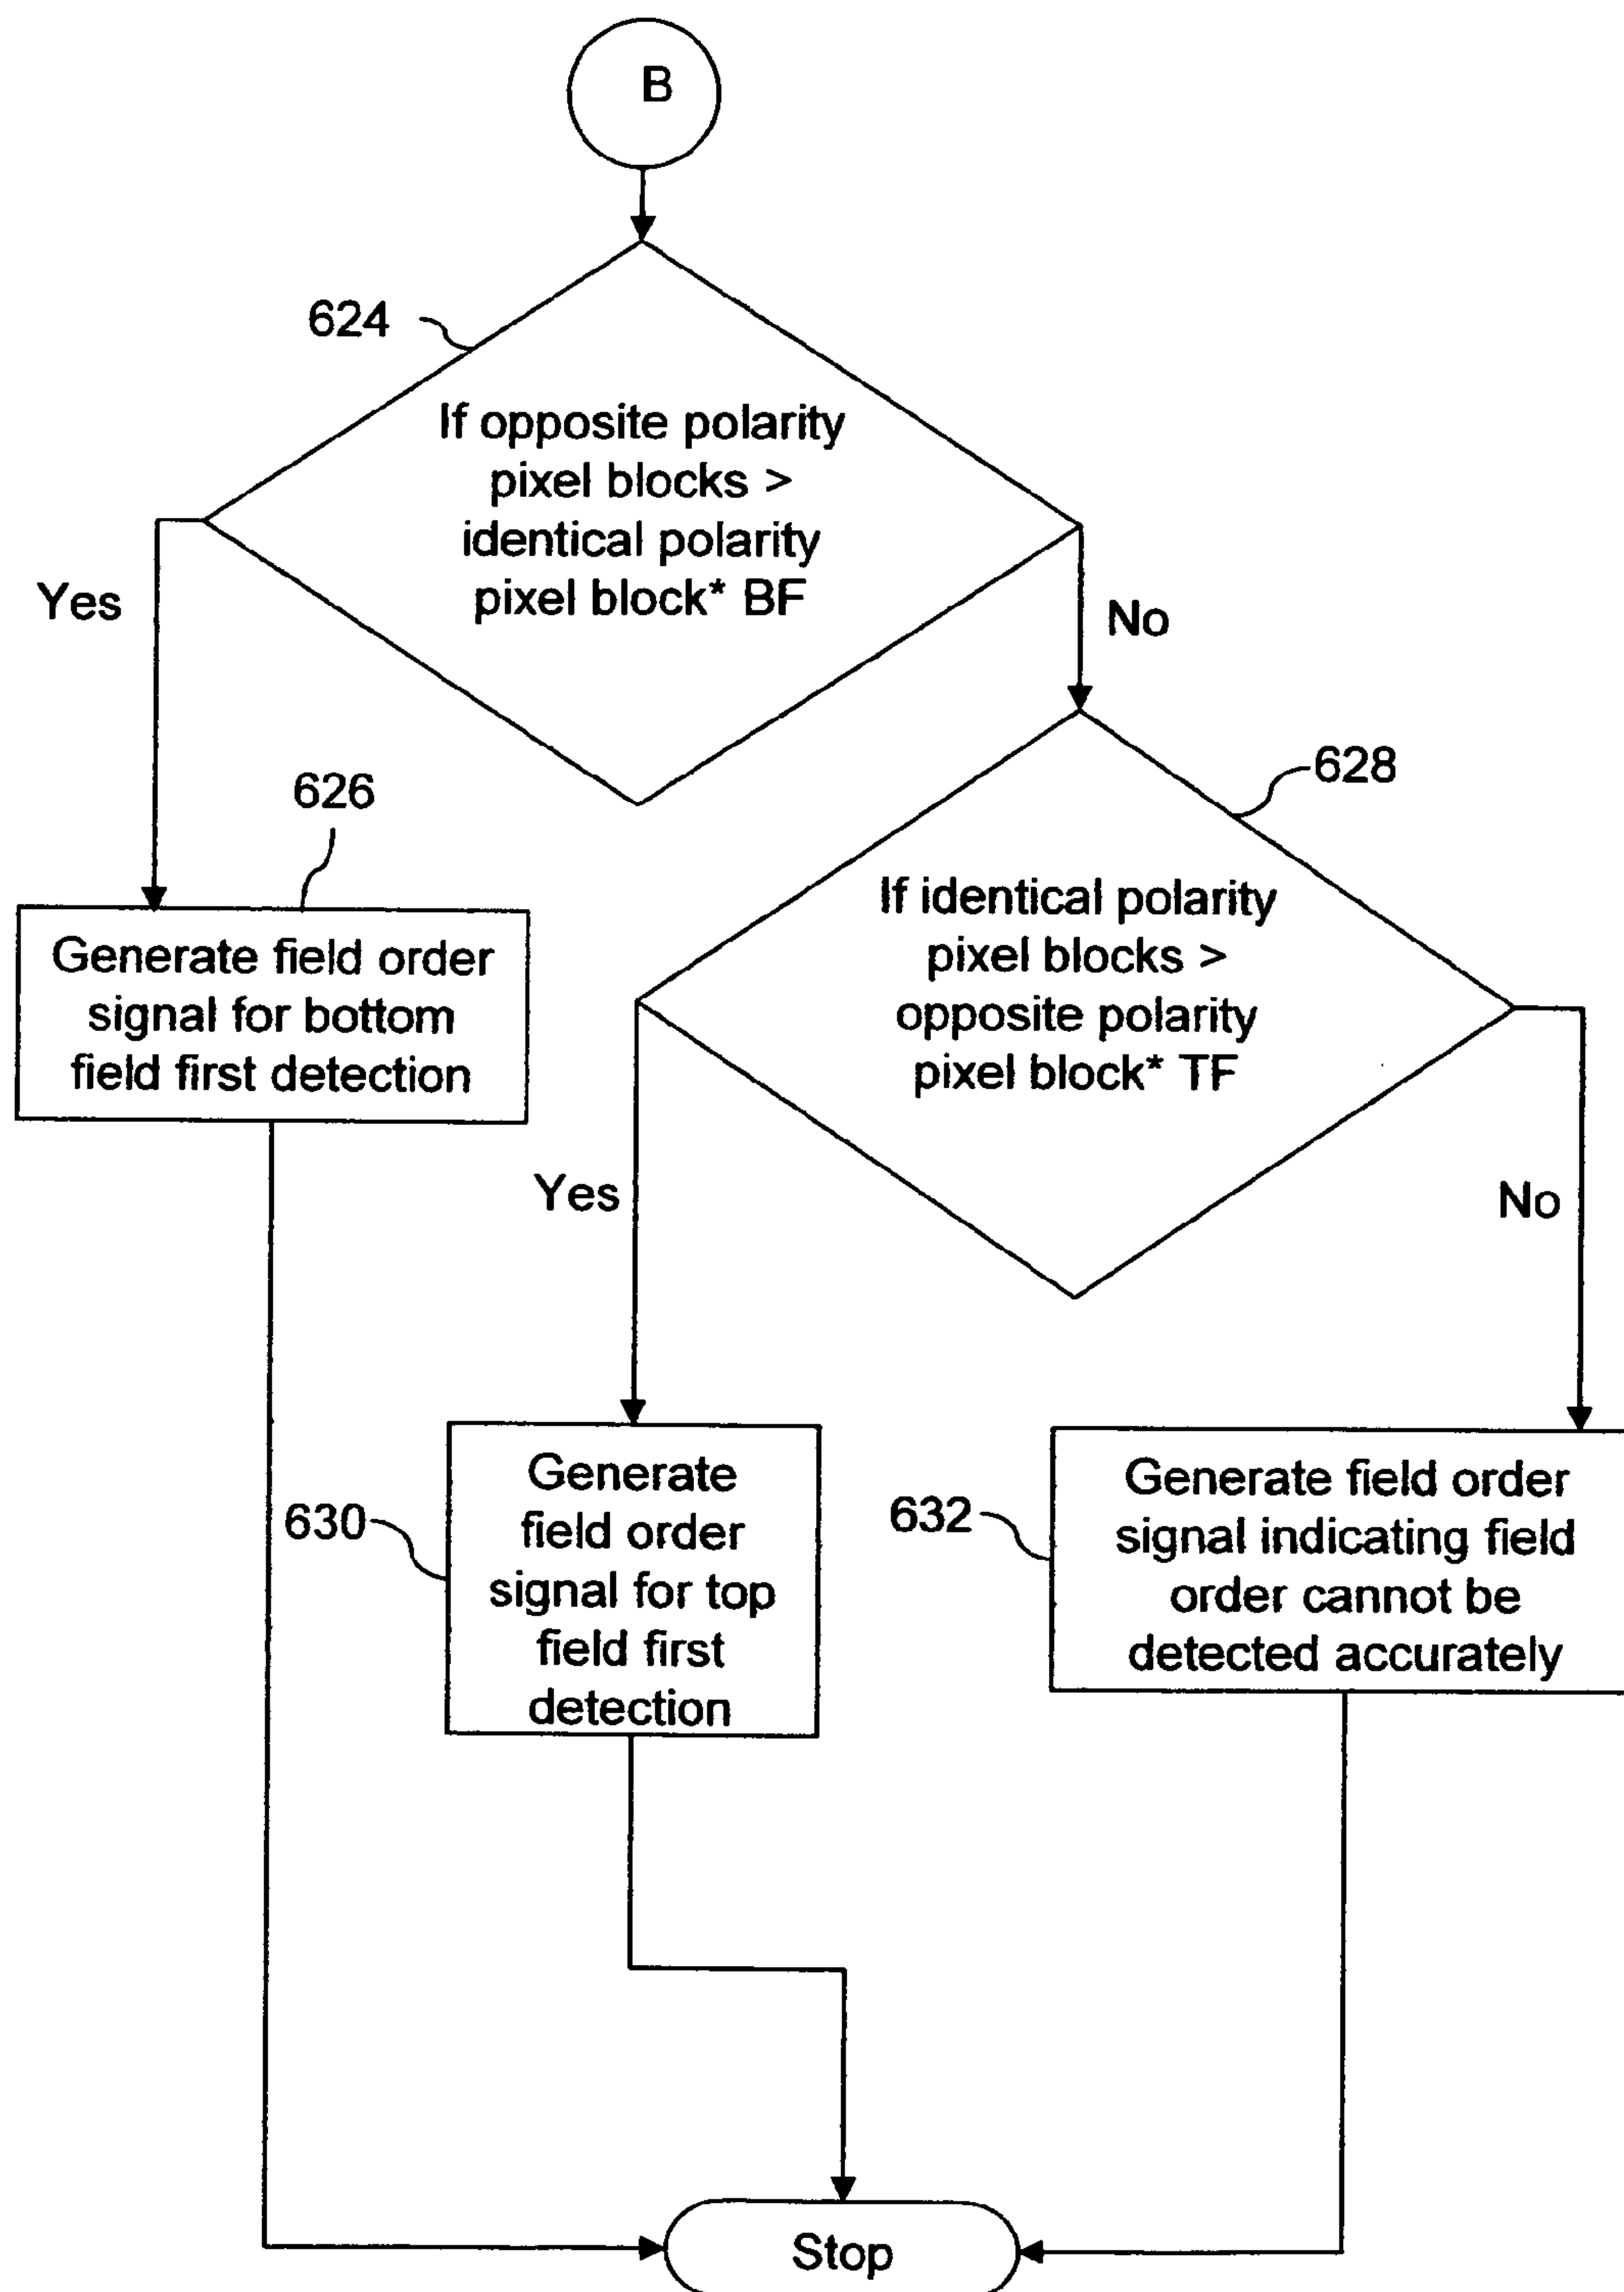 B
624
If opposite polarity
pixel blocks >
identical polarity
pixel block* BF
Yes
No
628
626
If identical polarity
pixel blocks >
opposite polarity
pixel block* TF
Generate field order
signal for bottom
field first detection
Yes
No
630
Generate
field order
signal for top
field first
detection
632
Generate field order
signal indicating field
order cannot be
detected accurately
Stop